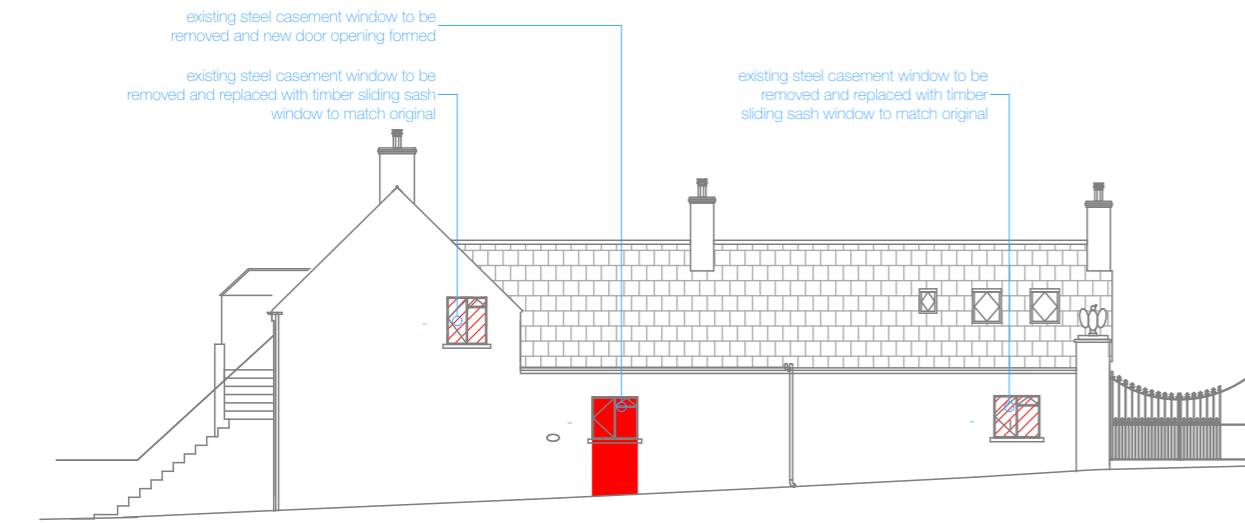 existing steel casement window to be
removed and new door opening formed
existing steel casement window to be
removed and replaced with timber sliding sash
window to match original
existing steel casement window to be
removed and replaced with timber
sliding sash window to match original